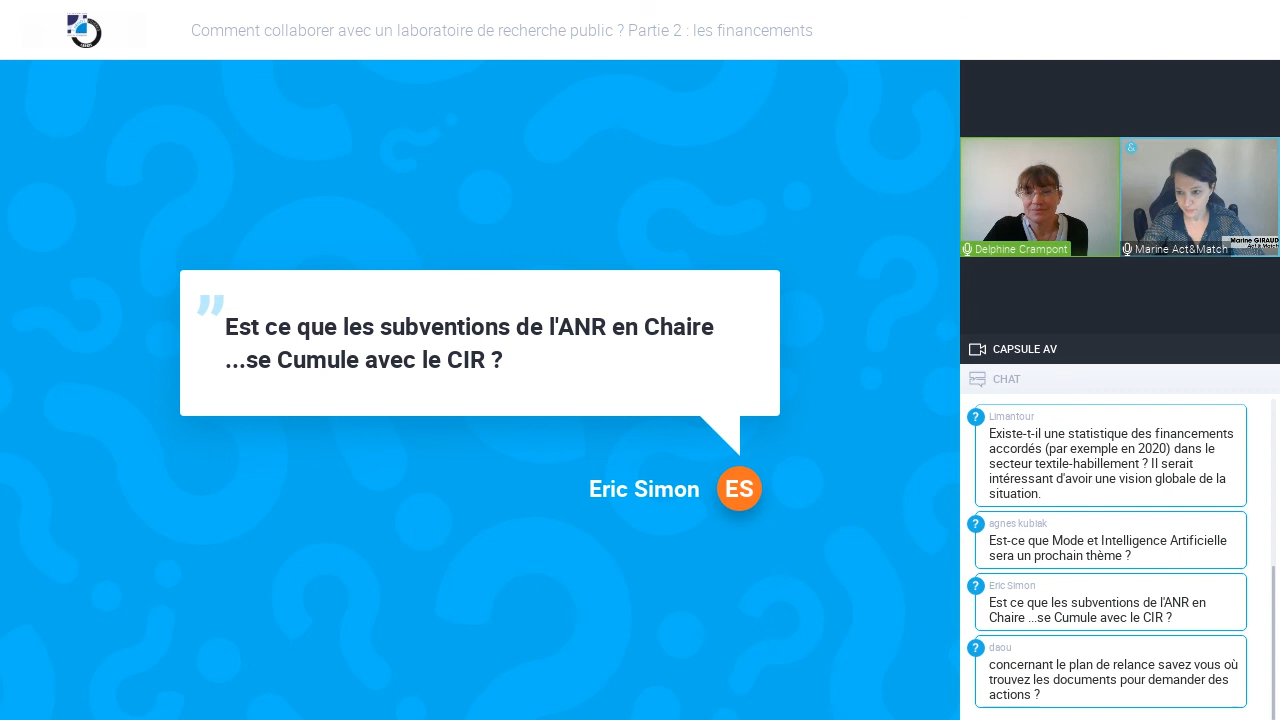 Comment collaborer avec un laboratoire de recherche public ? Partie 2 : les financements
"
Est ce que les subventions de l'ANR en Chaire
...se Cumule avec le CIR ?
Eric Simon
ES
&
Marine GIRAUD
Act & Match
Delphine Crampont
Marine Act&Match
CAPSULE AV
CHAT
?
Limantour
Existe-t-il une statistique des financements
accordés (par exemple en 2020) dans le
secteur textile-habillement ? Il serait
intéressant d'avoir une vision globale de la
situation.
?
agnes kubiak
Est-ce que Mode et Intelligence Artificielle
sera un prochain thème ?
?
Eric Simon
Est ce que les subventions de l'ANR en
Chaire ...se Cumule avec le CIR ?
?
daou
concernant le plan de relance savez vous où
trouvez les documents pour demander des
actions ?